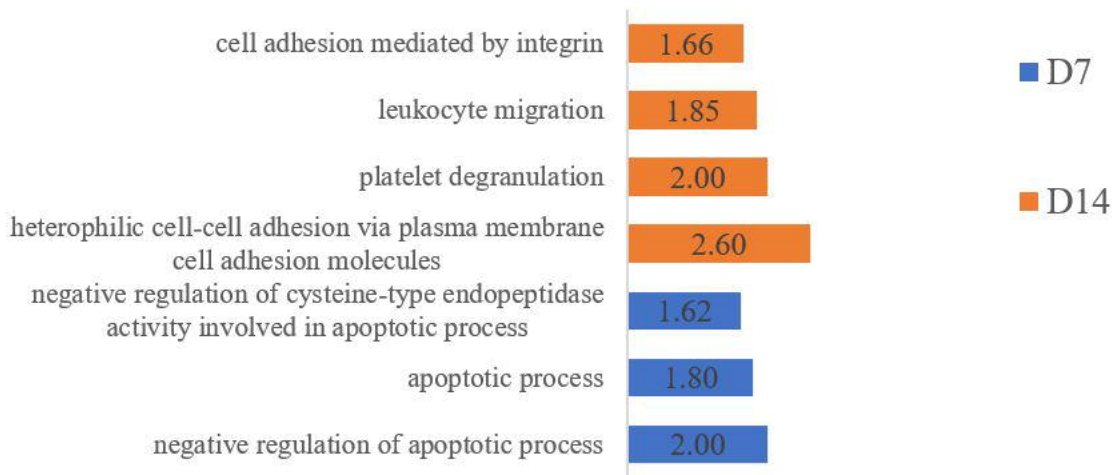 cell adhesion mediated by integrin
1.66
leukocyte migration
1.85
platelet degranulation
2.00
heterophilic cell-cell adhesion via plasma membrane
cell adhesion molecules
2.60
negative regulation of cysteine-type endopeptidase
activity involved in apoptotic process
1.62
apoptotic process
1.80
negative regulation of apoptotic process
2.00
D7
D14